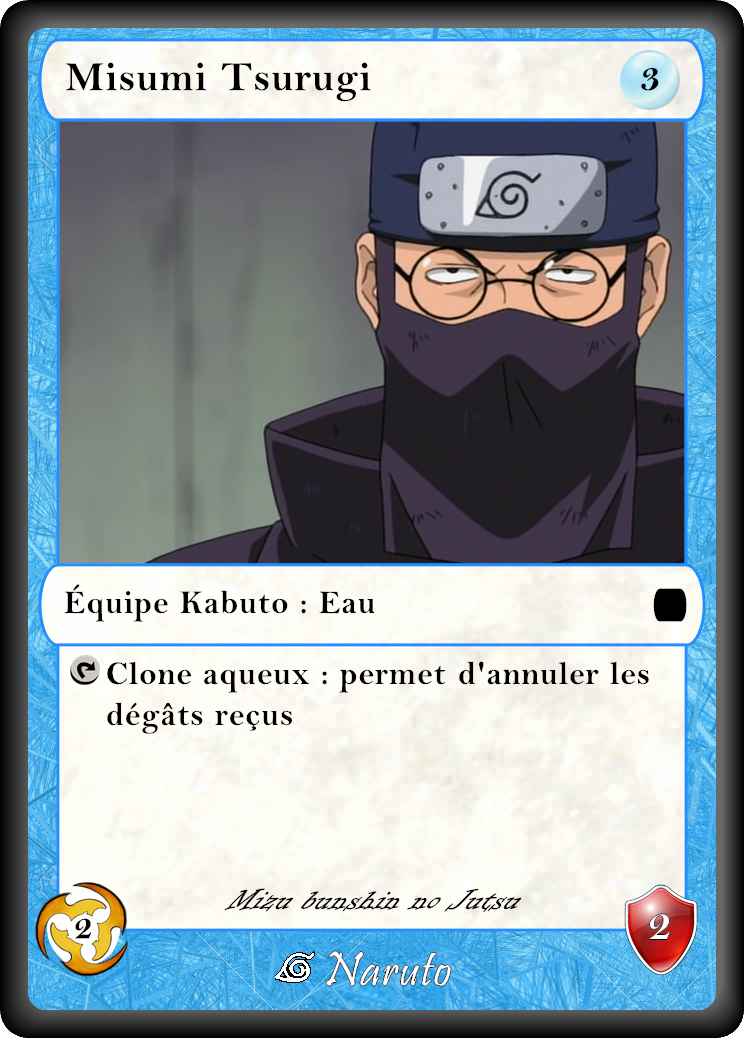 Misumi Tsurugi
3
Équipe Kabuto : Eau
Clone aqueux : permet d'annuler les
dégâts reçus
Mizu bunshin no Jutsu
2
2
Naruto